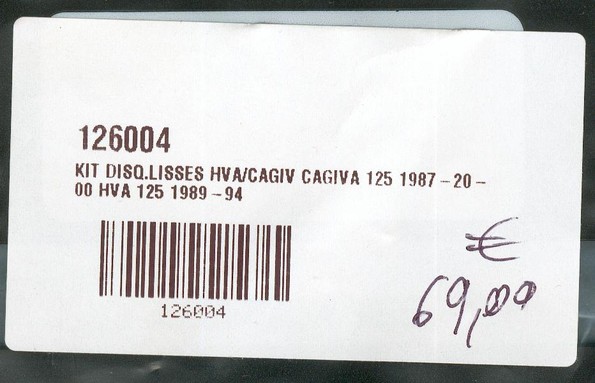 126004
KIT DISQ.LISSES HVA/CAGIV CAGIVA 125 1987-20-
00 HVA 125 1989-94
126004
€
69,00